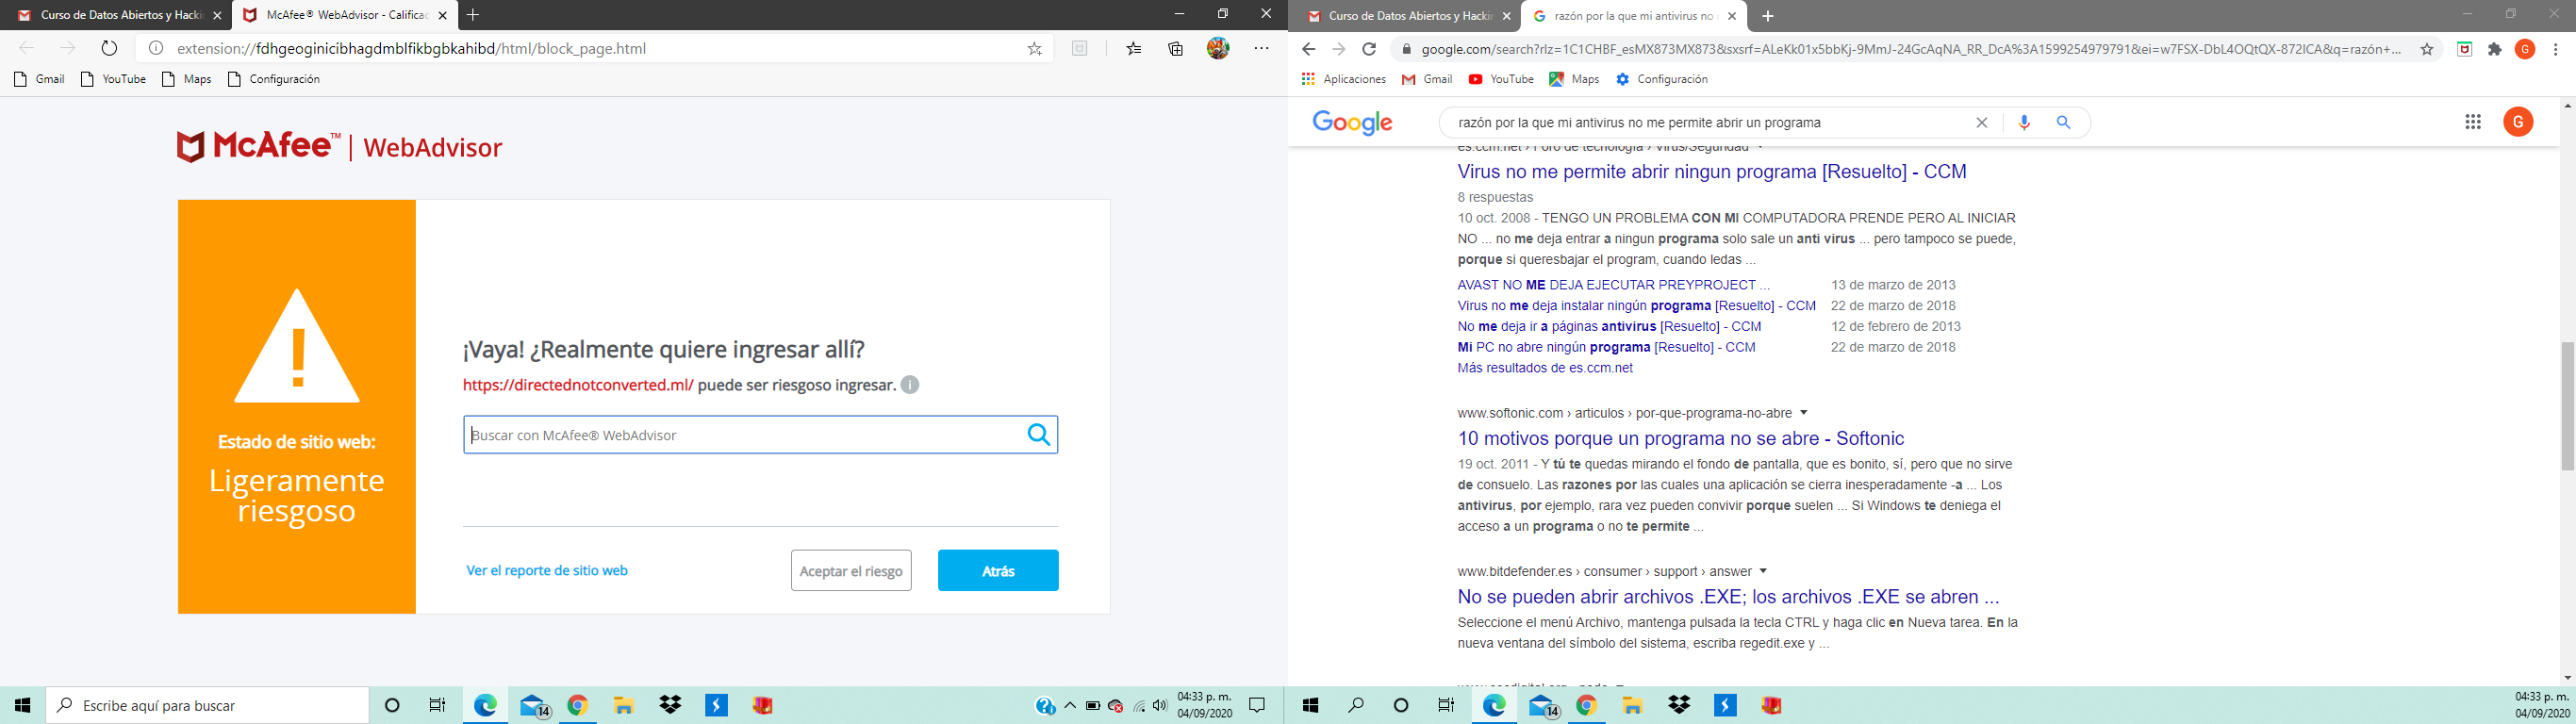 Curso de Datos Abiertos y Hackin
McAfee® WebAdvisor - Calificac
extension://fdhgeoginicibhagdmblfikbgbkahibd/html/block_page.html
Gmail
YouTube
Maps
Configuración
McAfee™ | WebAdvisor
Estado de sitio web:
Ligeramente
riesgoso
¡Vaya! ¿Realmente quiere ingresar allí?
https://directednotconverted.ml/ puede ser riesgoso ingresar.
Buscar con McAfee® WebAdvisor
Ver el reporte de sitio web
Aceptar el riesgo
Atrás
Escribe aquí para buscar
14
04:33 p. m.
04/09/2020
Curso de Datos Abiertos y Hackin
razón por la que mi antivirus no
google.com/search?rlz=1C1CHBF_esMX873MX873&sxsrf=ALeKk01x5bbKj-9MmJ-24GcAqNA_RR_DcA%3A1599254979791&ei=w7FSX-DbL4OQtQX-872ICA&q=razón+...
G
Aplicaciones
Gmail
YouTube
Maps
Configuración
Google
razón por la que mi antivirus no me permite abrir un programa
G
es.ccm.net › Foro de tecnología › Virus/Seguridad
Virus no me permite abrir ningun programa [Resuelto] - CCM
8 respuestas
10 oct. 2008 - TENGO UN PROBLEMA CON MI COMPUTADORA PRENDE PERO AL INICIAR
NO ... no me deja entrar a ningun programa solo sale un anti virus ... pero tampoco se puede,
porque si queresbajar el program, cuando ledas ...
AVAST NO ME DEJA EJECUTAR PREYPROJECT ... 13 de marzo de 2013
Virus no me deja instalar ningún programa [Resuelto] - CCM 22 de marzo de 2018
No me deja ir a páginas antivirus [Resuelto] - CCM 12 de febrero de 2013
Mi PC no abre ningún programa [Resuelto] - CCM 22 de marzo de 2018
Más resultados de es.ccm.net
www.softonic.com › articulos › por-que-programa-no-abre
10 motivos porque un programa no se abre - Softonic
19 oct. 2011 - Y tú te quedas mirando el fondo de pantalla, que es bonito, sí, pero que no sirve
de consuelo. Las razones por las cuales una aplicación se cierra inesperadamente -a ... Los
antivirus, por ejemplo, rara vez pueden convivir porque suelen ... Si Windows te deniega el
acceso a un programa o no te permite ...
www.bitdefender.es › consumer › support › answer
No se pueden abrir archivos .EXE; los archivos .EXE se abren ...
Seleccione el menú Archivo, mantenga pulsada la tecla CTRL y haga clic en Nueva tarea. En la
nueva ventana del símbolo del sistema, escriba regedit.exe y ...
14
04:33 p. m.
04/09/2020